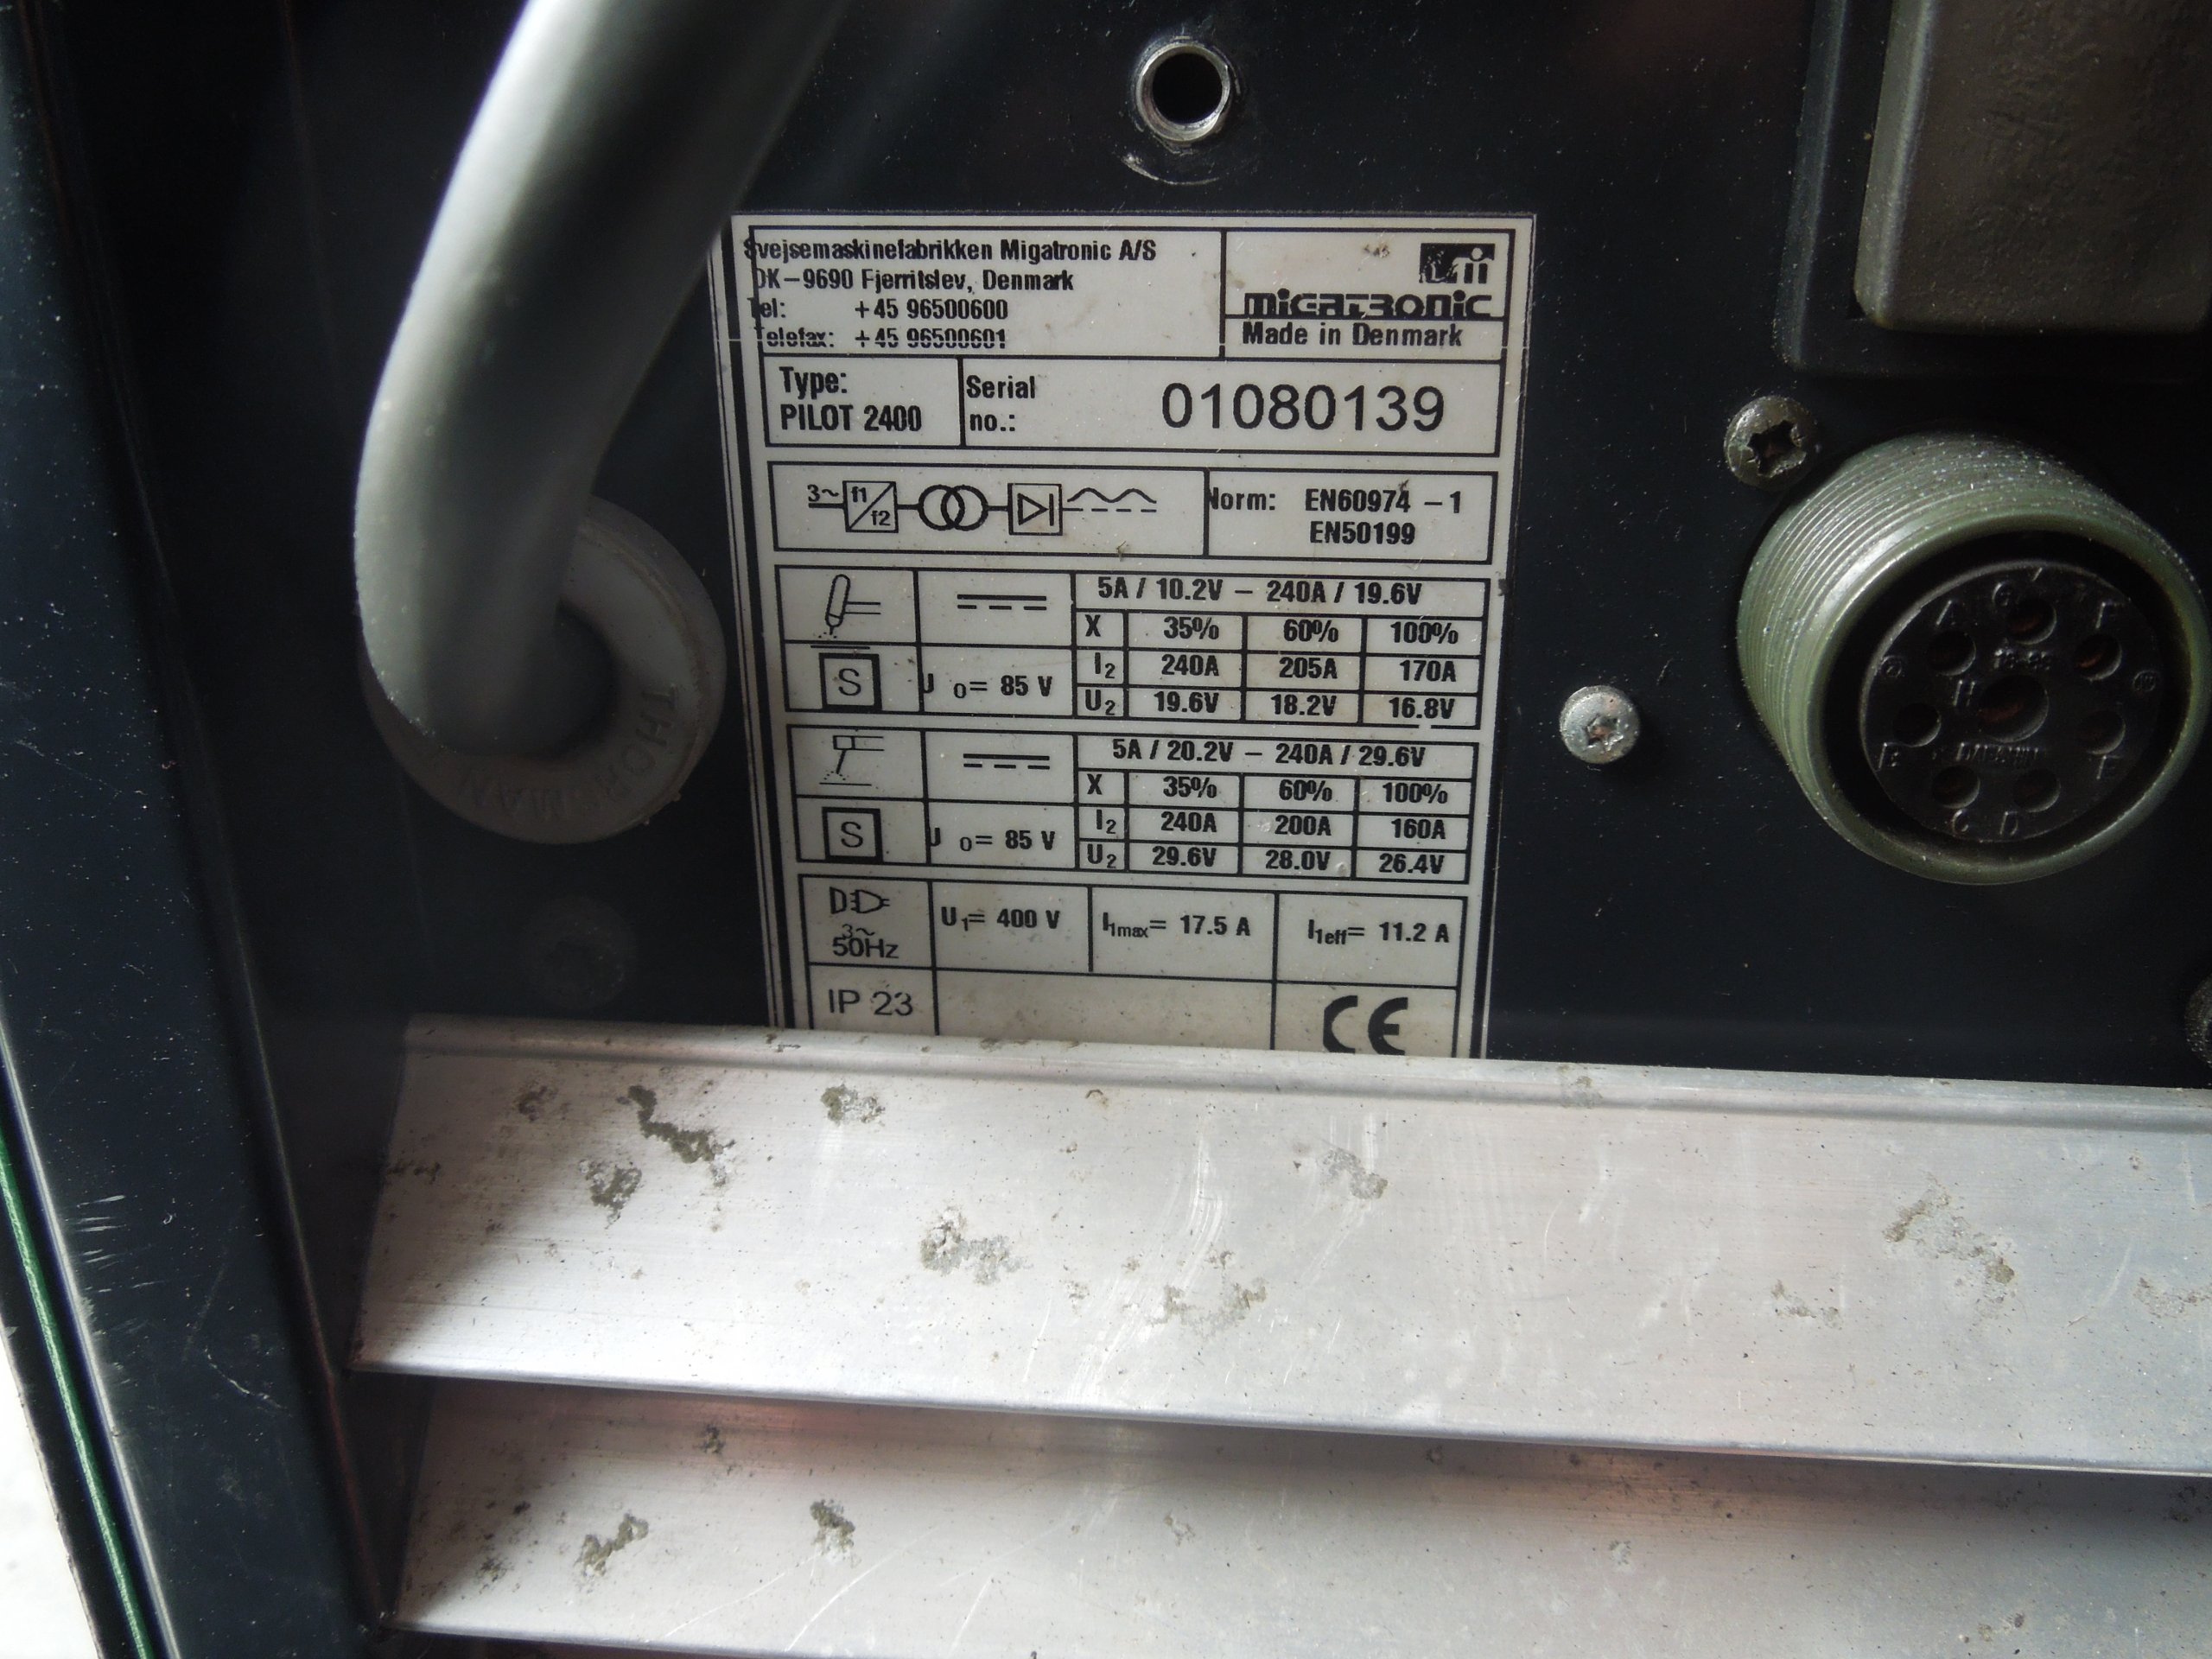 Svejsemaskinefabrikken Migatronic A/S
DK-9690 Fjerritslev, Denmark
Tel: +45 96500600
Telefax: +45 96500601
MIGATRONIC
Made in Denmark
Type:
PILOT 2400
Serial
no.: 01080139
3~ f1
f2
Norm: EN60974 -1
EN50199
5A / 10.2V - 240A / 19.6V
X 35% 60% 100%
I2 240A 205A 170A
S U0= 85 V
U2 19.6V 18.2V 16.8V
5A / 20.2V - 240A / 29.6V
X 35% 60% 100%
I2 240A 200A 160A
S U0= 85 V
U2 29.6V 28.0V 26.4V
3~
50Hz
U1= 400 V I1max= 17.5 A I1eff= 11.2 A
IP 23 CE
THORSMAN
A G F
H
C D